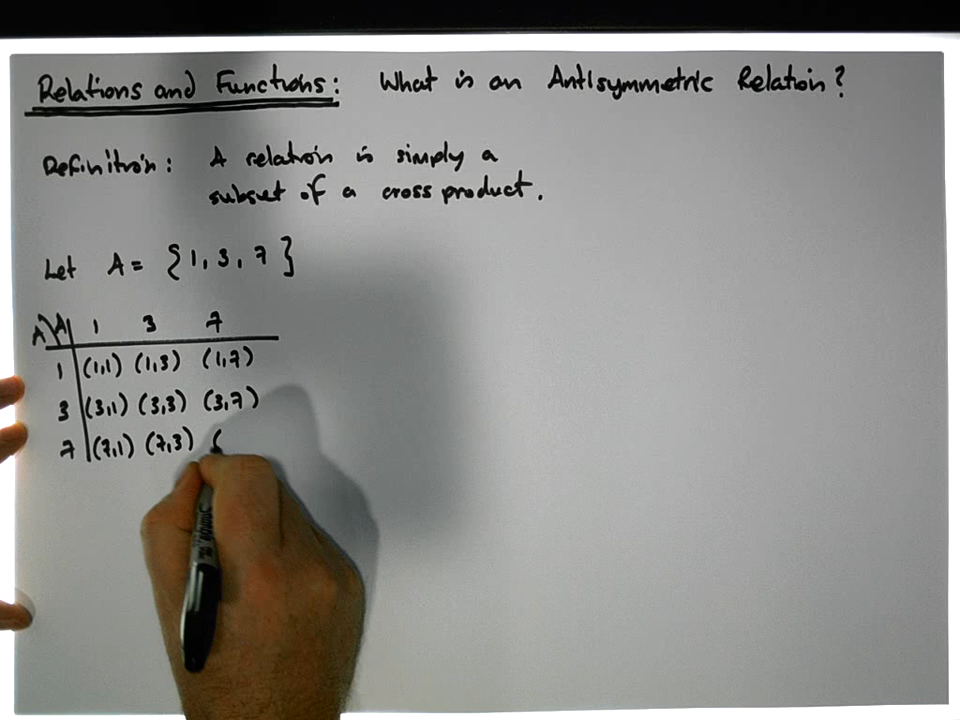 Relations and Functions: What is an Antisymmetric Relation?
Definition: A relation is simply a
subset of a cross product.
Let A = {1, 3, 7}
A\A 1 3 7
1 (1,1) (1,3) (1,7)
3 (3,1) (3,3) (3,7)
7 (7,1) (7,3) (